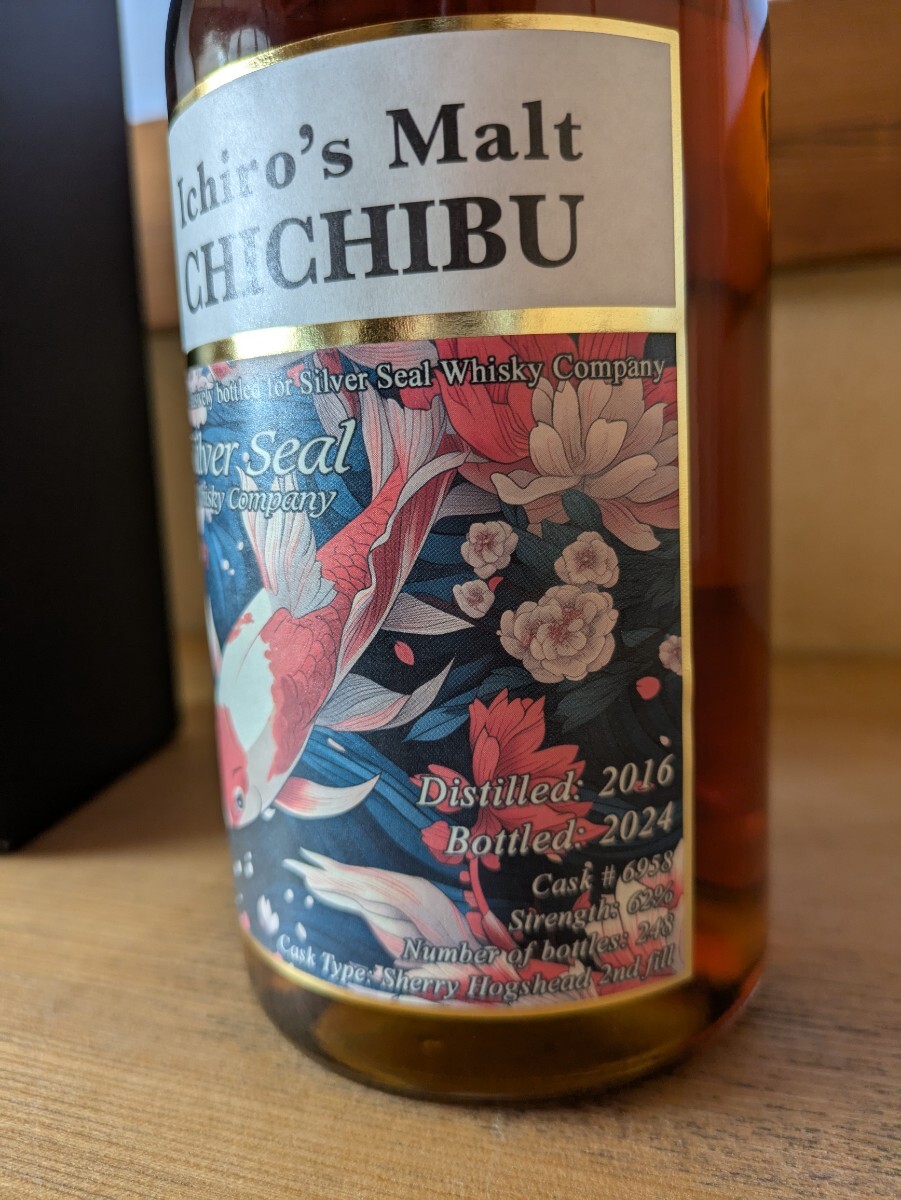 Ichiro's Malt
CHICHIBU
bottled for Silver Seal Whisky Company
Silver Seal
Whisky Company
Distilled: 2016
Bottled: 2024
Cask # 6958
Strength: 62%
Number of bottles: 248
Cask Type: Sherry Hogshead 2nd fill